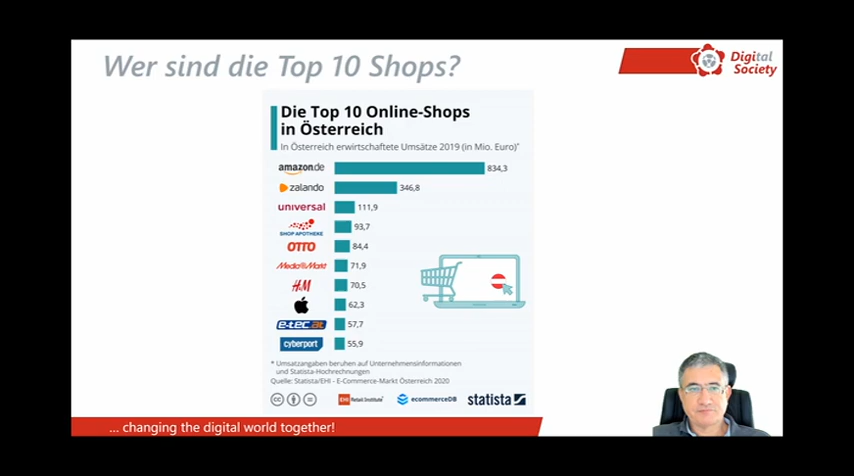 Wer sind die Top 10 Shops?
Digital
Society
Die Top 10 Online-Shops
in Österreich
In Österreich erwirtschaftete Umsätze 2019 (in Mio. Euro)*
amazon.de 834,3
zalando 346,8
universal 111,9
SHOP APOTHEKE 93,7
OTTO 84,4
MediaMarkt 71,9
H&M 70,5
62,3
e-tec.at 57,7
cyberport 55,9
* Umsatzangaben beruhen auf Unternehmensinformationen
und Statista-Hochrechnungen
Quelle: Statista/EHI - E-Commerce-Markt Österreich 2020
EHI Retail Institute® ecommerceDB statista
... changing the digital world together!